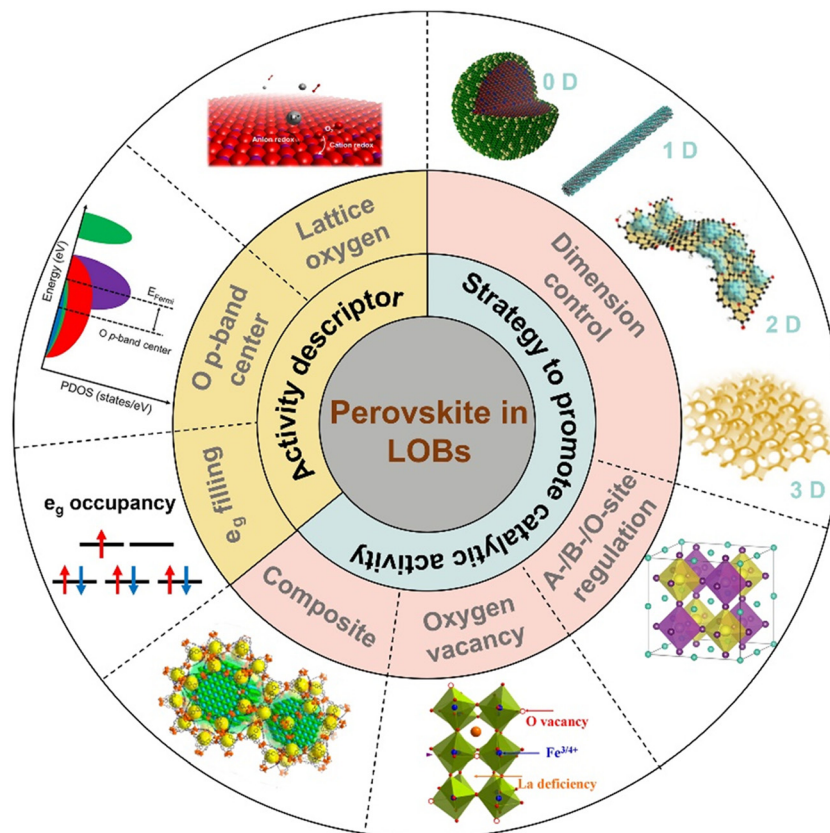 Perovskite in
LOBs
Activity descriptor
Strategy to promote catalytic activity
Lattice
oxygen
O p-band
center
eg filling
Dimension
control
A-/B-/O-site
regulation
Oxygen
vacancy
Composite
Anion redox
O₂
Cation redox
0 D
1 D
2 D
3 D
Energy (eV)
EFermi
O p-band center
PDOS (states/eV)
eg occupancy
O vacancy
Fe3/4+
La deficiency